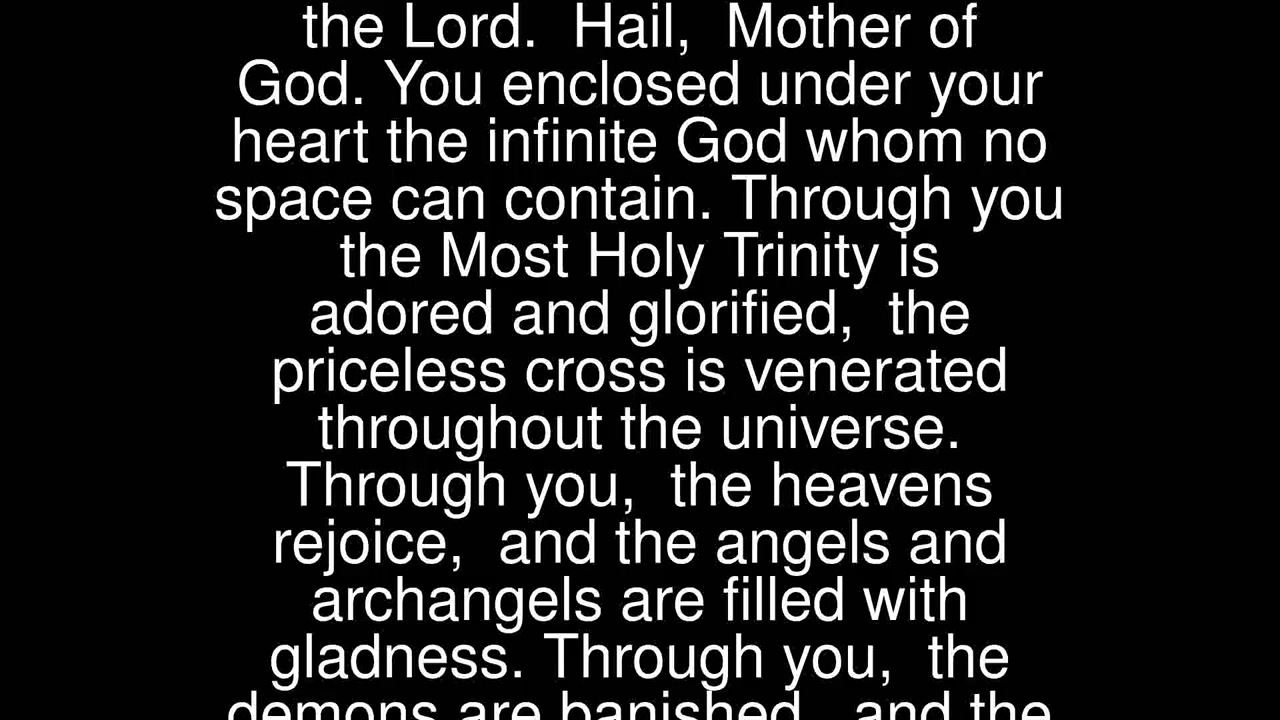 the Lord.  Hail,  Mother of
God. You enclosed under your
heart the infinite God whom no
space can contain. Through you
the Most Holy Trinity is
adored and glorified,  the
priceless cross is venerated
throughout the universe.
Through you,  the heavens
rejoice,  and the angels and
archangels are filled with
gladness. Through you,  the
demons are banished,  and the